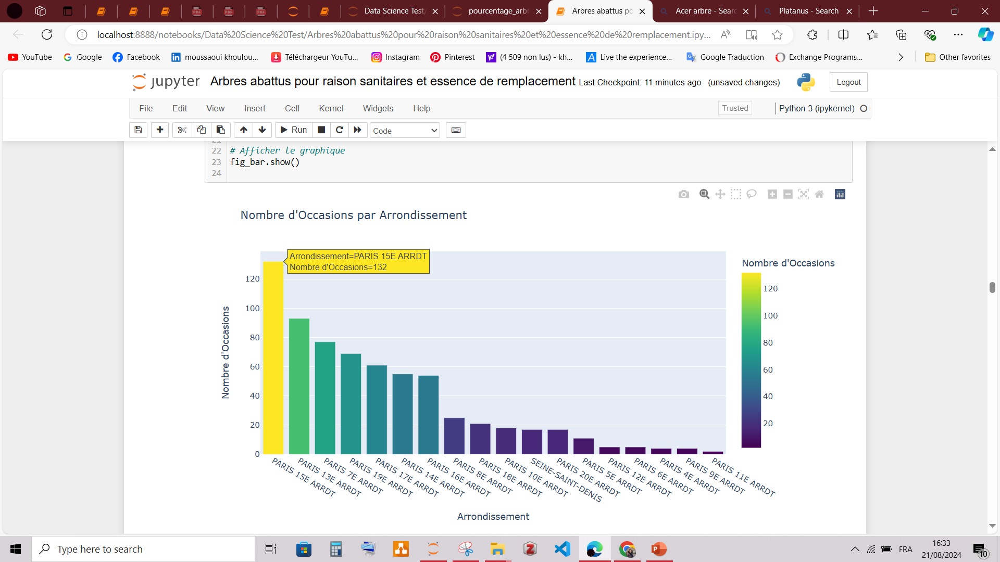 Data Science Test/
pourcentage_arbr
Arbres abattus po
Acer arbre - Searc
Platanus - Search
localhost:8888/notebooks/Data%20Science%20Test/Arbres%20abattus%20pour%20raison%20sanitaires%20et%20essence%20de%20remplacement.ipy...
YouTube
Google
Facebook
moussaoui khoulou...
Téléchargeur YouTu...
Instagram
Pinterest
(4 509 non lus) - kh...
Live the experience...
Google Traduction
Exchange Programs...
Other favorites
jupyter
Arbres abattus pour raison sanitaires et essence de remplacement Last Checkpoint: 11 minutes ago (unsaved changes)
Logout
File
Edit
View
Insert
Cell
Kernel
Widgets
Help
Trusted
Python 3 (ipykernel)
Run
Code
21
22 # Afficher le graphique
23 fig_bar.show()
24
Nombre d'Occasions par Arrondissement
Arrondissement=PARIS 15E ARRDT
Nombre d'Occasions=132
Nombre d'Occasions
120
100
80
60
40
20
0
Nombre d'Occasions
120
100
80
60
40
20
PARIS 15E ARRDT
PARIS 13E ARRDT
PARIS 7E ARRDT
PARIS 19E ARRDT
PARIS 17E ARRDT
PARIS 14E ARRDT
PARIS 16E ARRDT
PARIS 8E ARRDT
PARIS 18E ARRDT
PARIS 10E ARRDT
SEINE-SAINT-DENIS
PARIS 20E ARRDT
PARIS 5E ARRDT
PARIS 12E ARRDT
PARIS 6E ARRDT
PARIS 4E ARRDT
PARIS 9E ARRDT
PARIS 11E ARRDT
Arrondissement
Type here to search
FRA
16:33
21/08/2024
10